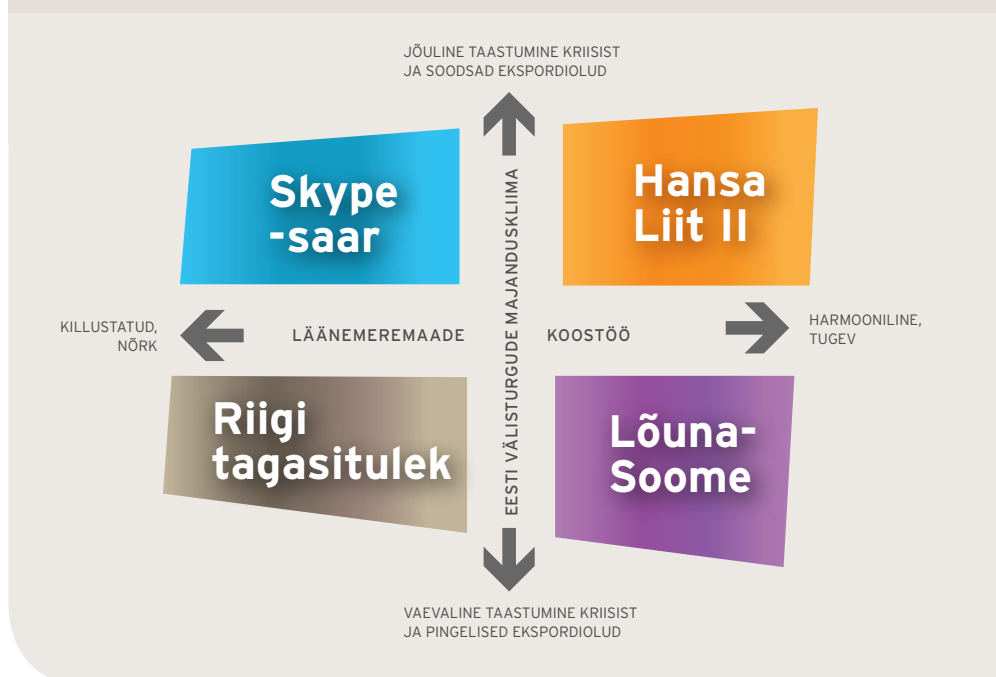 JÕULINE TAASTUMINE KRIISIST
JA SOODSAD EKSPORDIOLUD
Skype
-saar
Hansa
Liit II
EESTI VÄLISTURGUDE MAJANDUSKLIIMA
KILLUSTATUD,
NÕRK
LÄÄNEMEREMAADE KOOSTÖÖ
HARMOONILINE,
TUGEV
Riigi
tagasitulek
Lõuna-
Soome
VAEVALINE TAASTUMINE KRIISIST
JA PINGELISED EKSPORDIOLUD